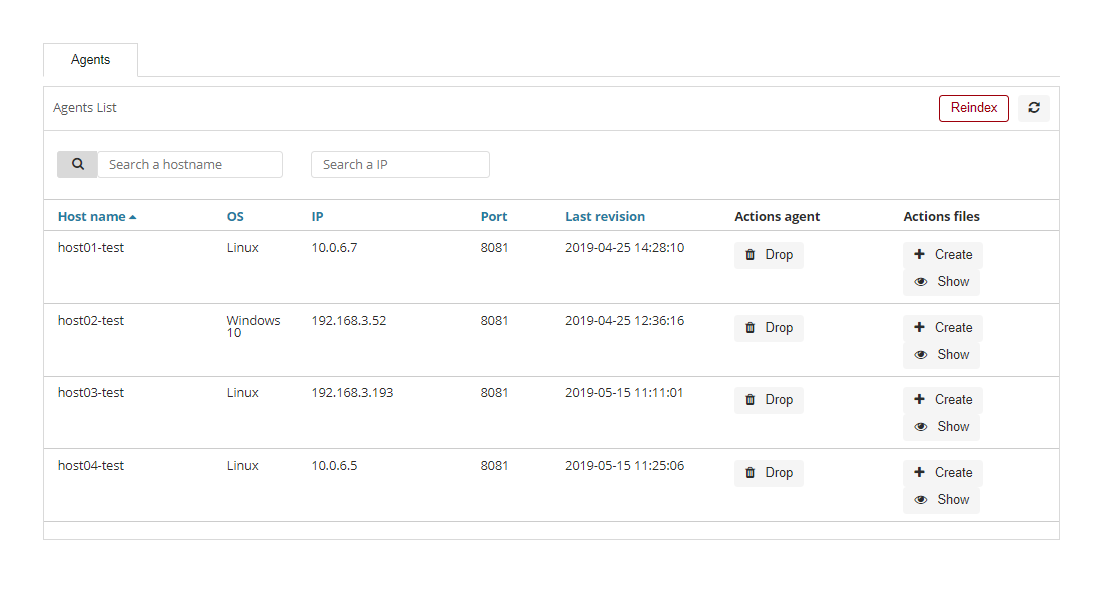 Agents
Agents List
Reindex
Search a hostname
Search a IP
Host name OS IP Port Last revision Actions agent Actions files
host01-test Linux 10.0.6.7 8081 2019-04-25 14:28:10 Drop Create
Show
host02-test Windows 192.168.3.52 8081 2019-04-25 12:36:16 Drop Create
10
Show
host03-test Linux 192.168.3.193 8081 2019-05-15 11:11:01 Drop Create
Show
host04-test Linux 10.0.6.5 8081 2019-05-15 11:25:06 Drop Create
Show